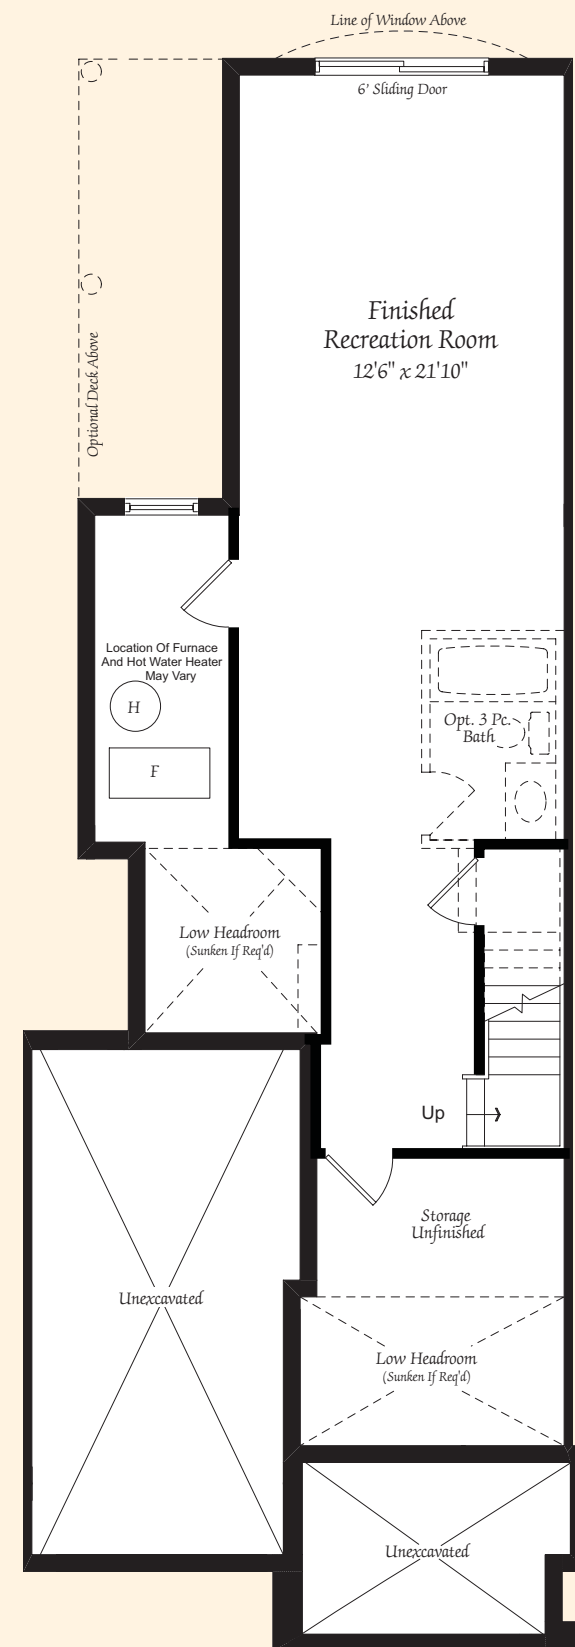 Line of Window Above
6' Sliding Door
Finished
Recreation Room
12'6" x 21'10"
Optional Deck Above
Location Of Furnace
And Hot Water Heater
May Vary
H
F
Opt. 3 Pc.
Bath
Low Headroom
(Sunken If Req'd)
Up
Storage
Unfinished
Unexcavated
Low Headroom
(Sunken If Req'd)
Unexcavated